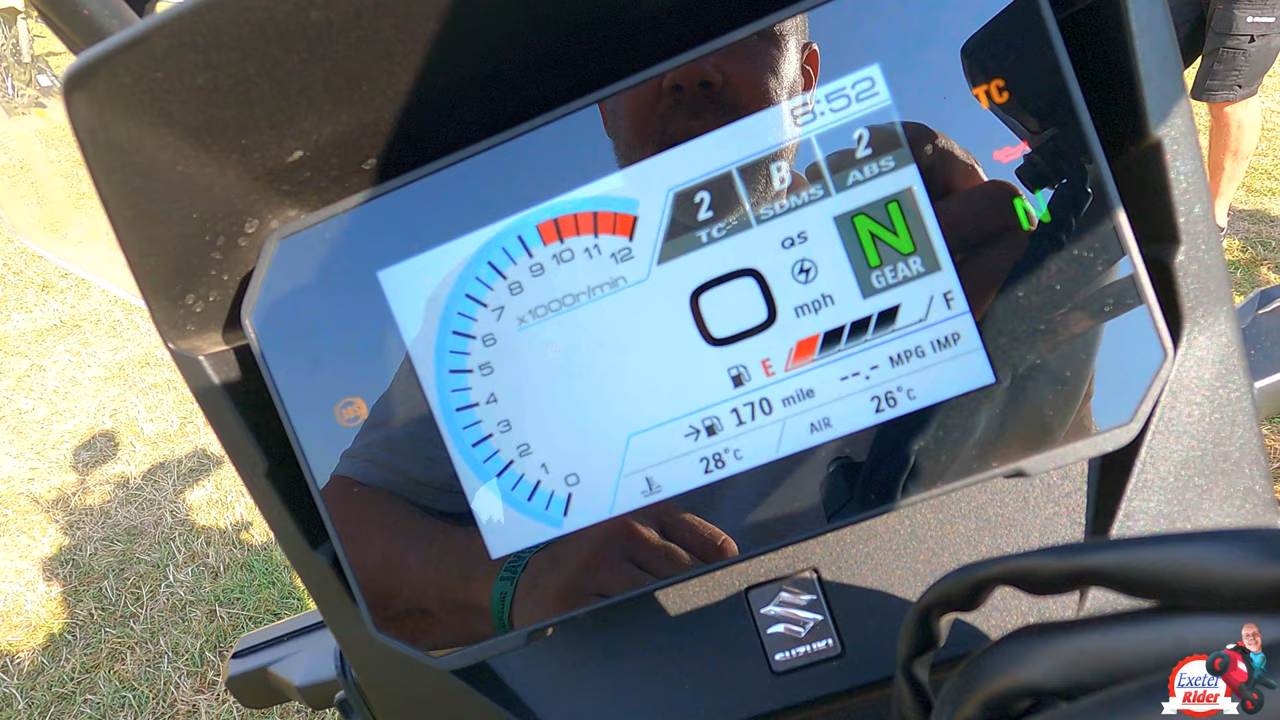 8:52
2 B 2
TC SDMS ABS
QS
N
GEAR
mph
0 1 2 3 4 5 6 7 8 9 10 11 12
x1000r/min
E F
170 mile --.- MPG IMP
28°C AIR 26°C
TC
N
ABS
SUZUKI
Exeter
Rider